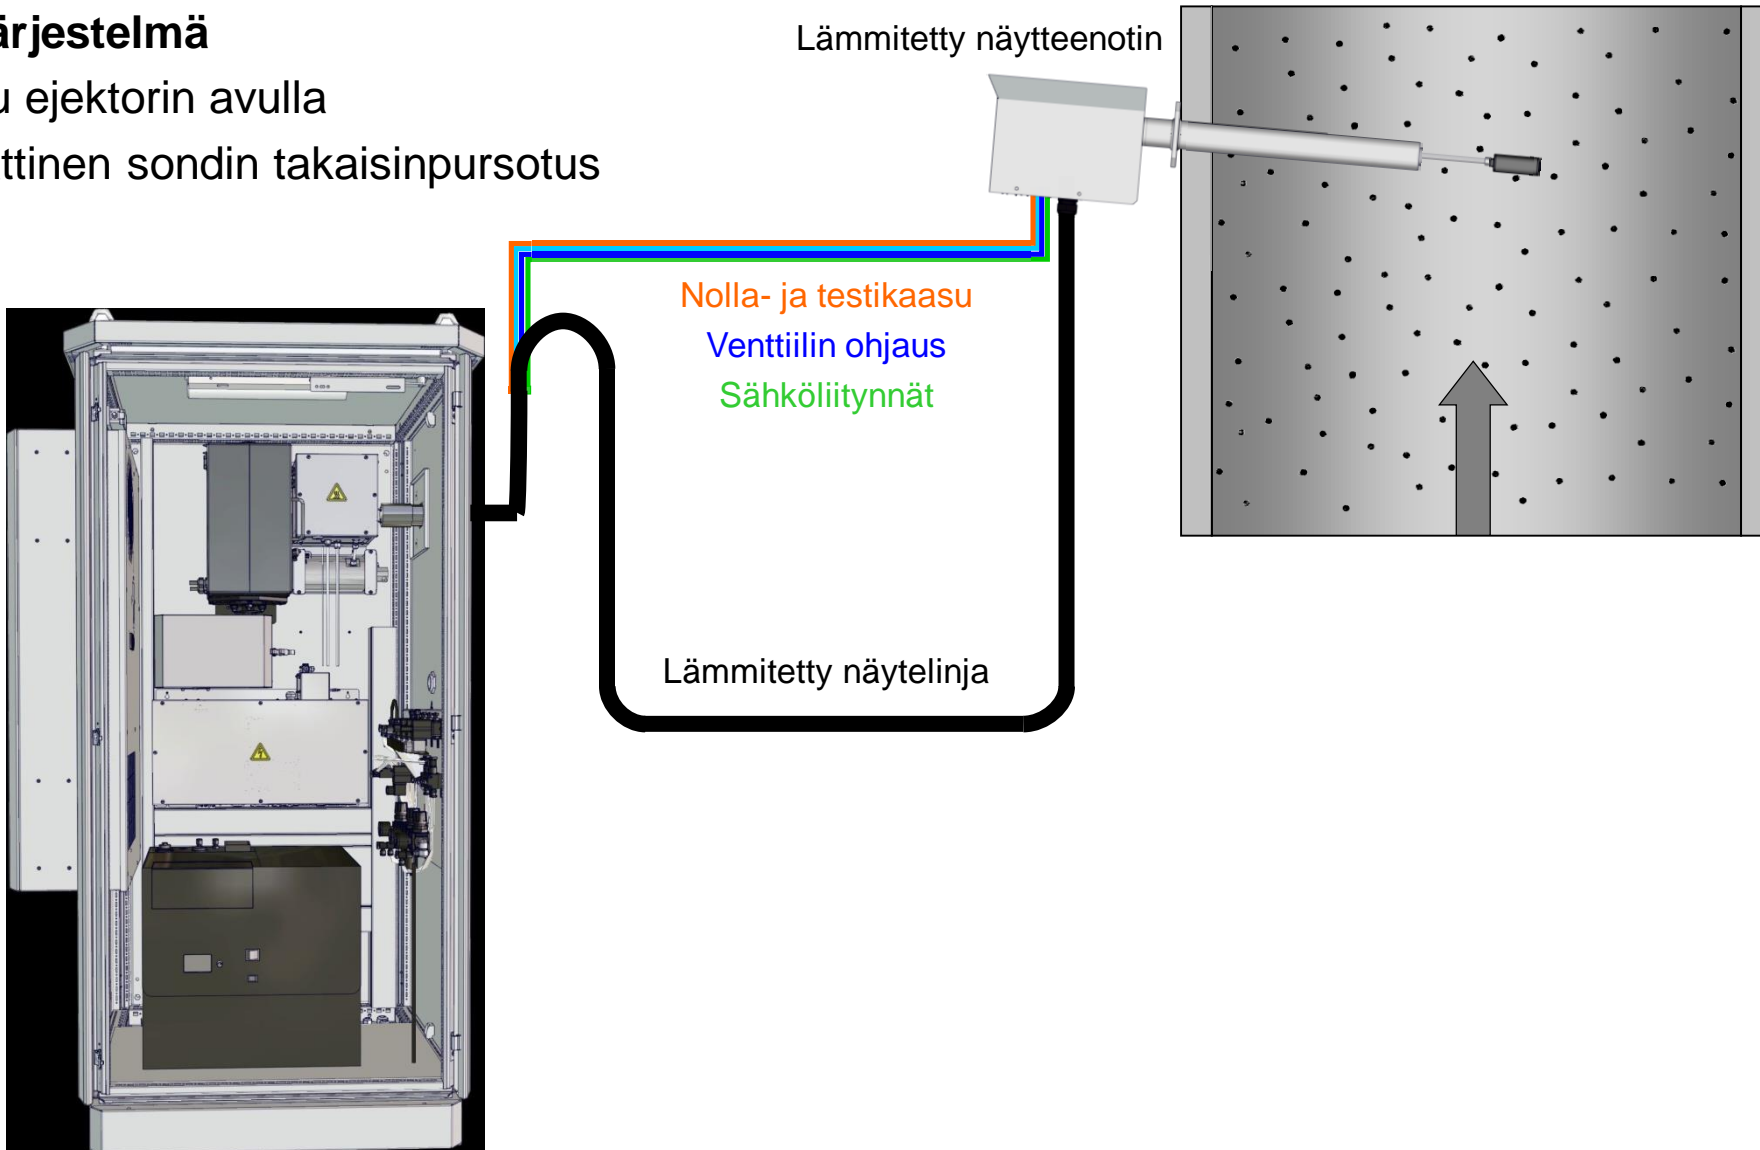 ärjestelmä
u ejektorin avulla
ttinen sondin takaisinpursotus
Lämmitetty näytteenotin
Nolla- ja testikaasu
Venttiilin ohjaus
Sähköliitynnät
Lämmitetty näytelinja